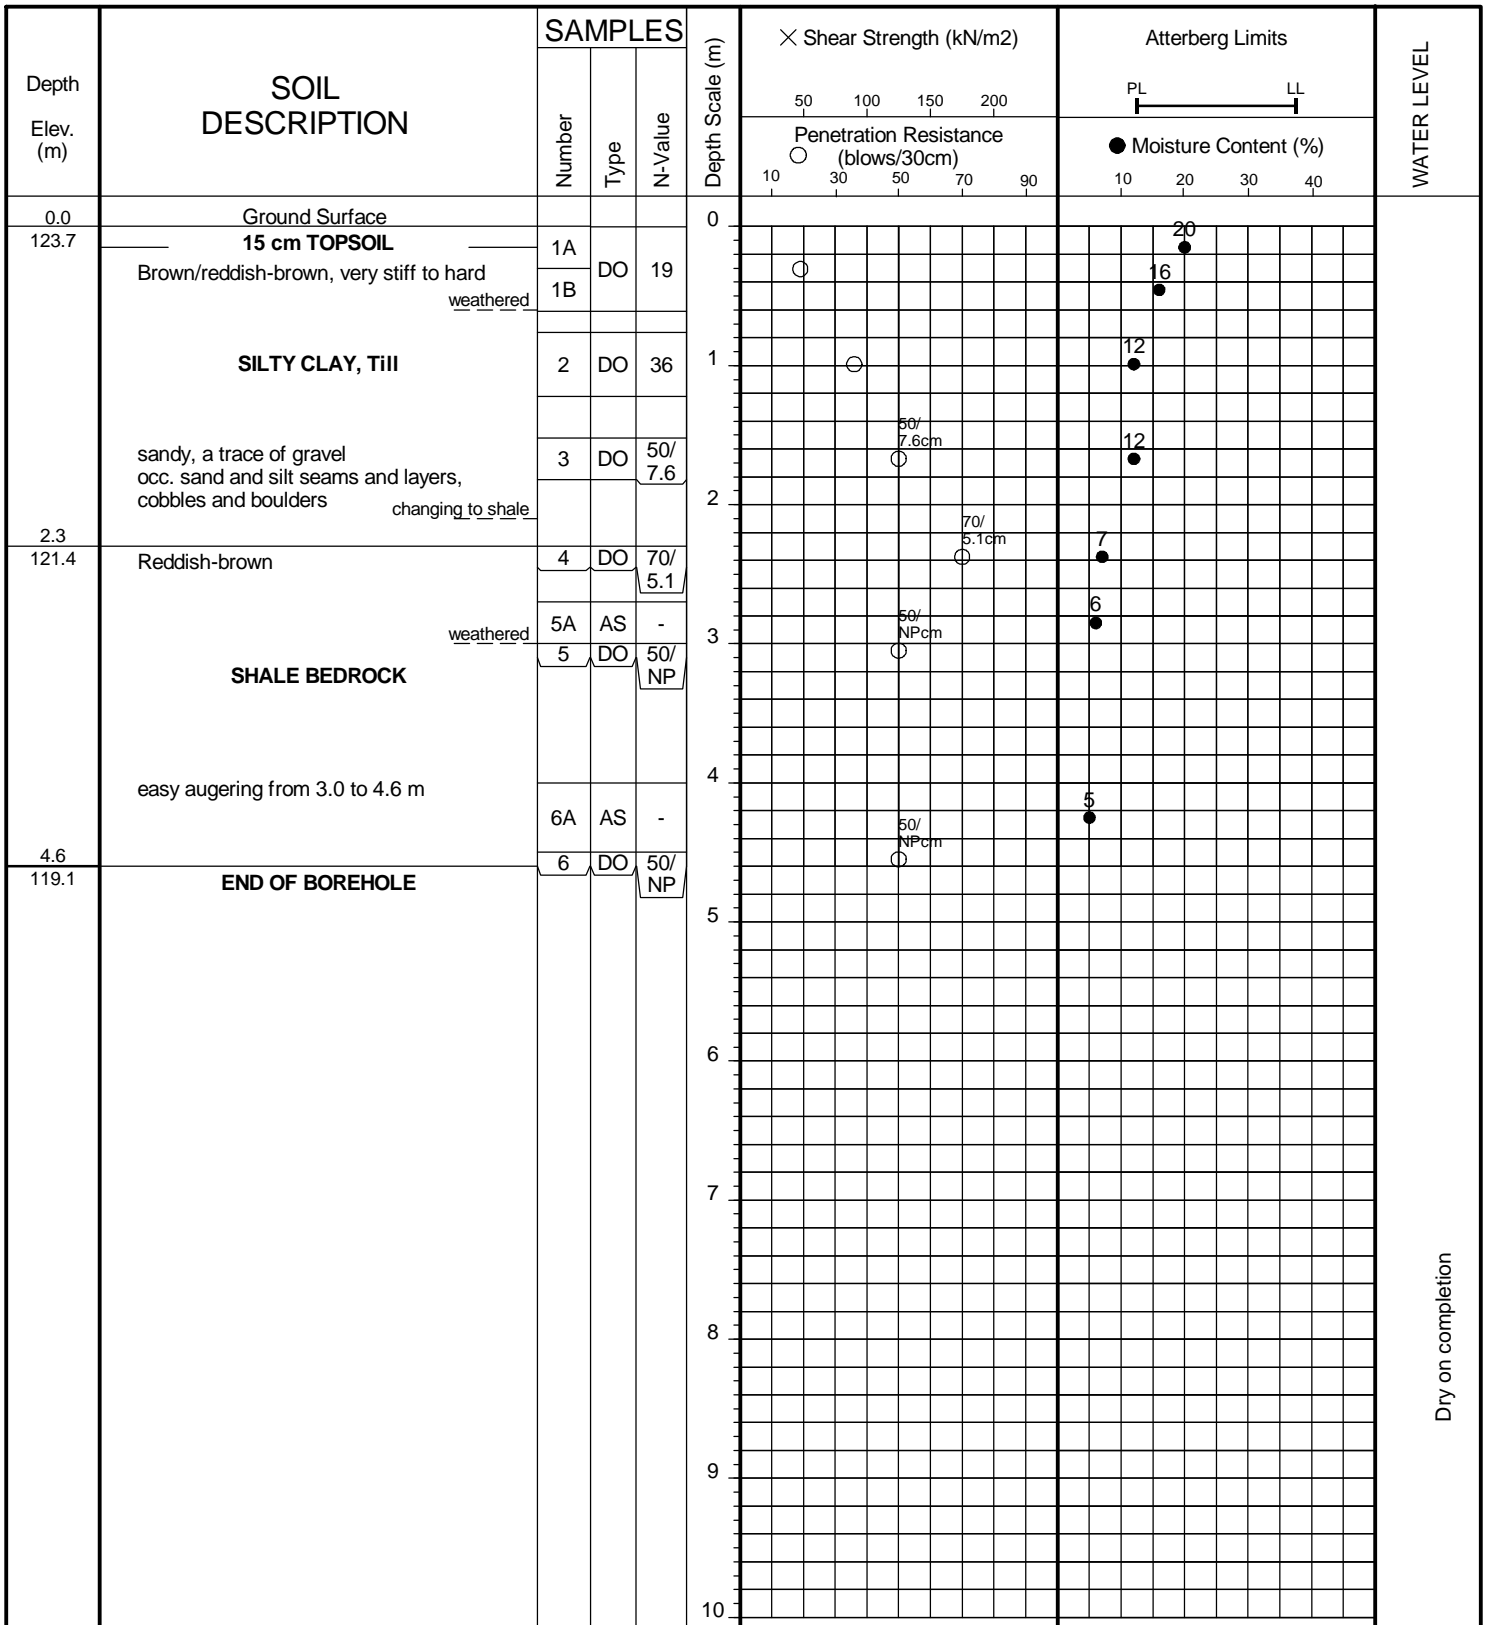 SAMPLES
Depth
Elev.
(m)
SOIL
DESCRIPTION
Number
Type
N-Value
Depth Scale (m)
Shear Strength (kN/m2)
50 100 150 200
Penetration Resistance
(blows/30cm)
10 30 50 70 90
Atterberg Limits
PL LL
Moisture Content (%)
10 20 30 40
WATER LEVEL
0.0 Ground Surface 0
123.7 15 cm TOPSOIL 1A 20
Brown/reddish-brown, very stiff to hard DO 19 16
weathered 1B
SILTY CLAY, Till 2 DO 36 1 12
50/
7.6cm
sandy, a trace of gravel 3 DO 50/ 12
7.6
occ. sand and silt seams and layers,
cobbles and boulders 2
changing to shale
70/
5.1cm
2.3 7
121.4 Reddish-brown 4 DO 70/
5.1
6
50/
NPcm
weathered 5A AS - 3
5 DO 50/
NP
SHALE BEDROCK
4
easy augering from 3.0 to 4.6 m 5
6A AS - 50/
NPcm
4.6 6 DO 50/
NP
119.1 END OF BOREHOLE
5
6
7
8
9
10
Dry on completion